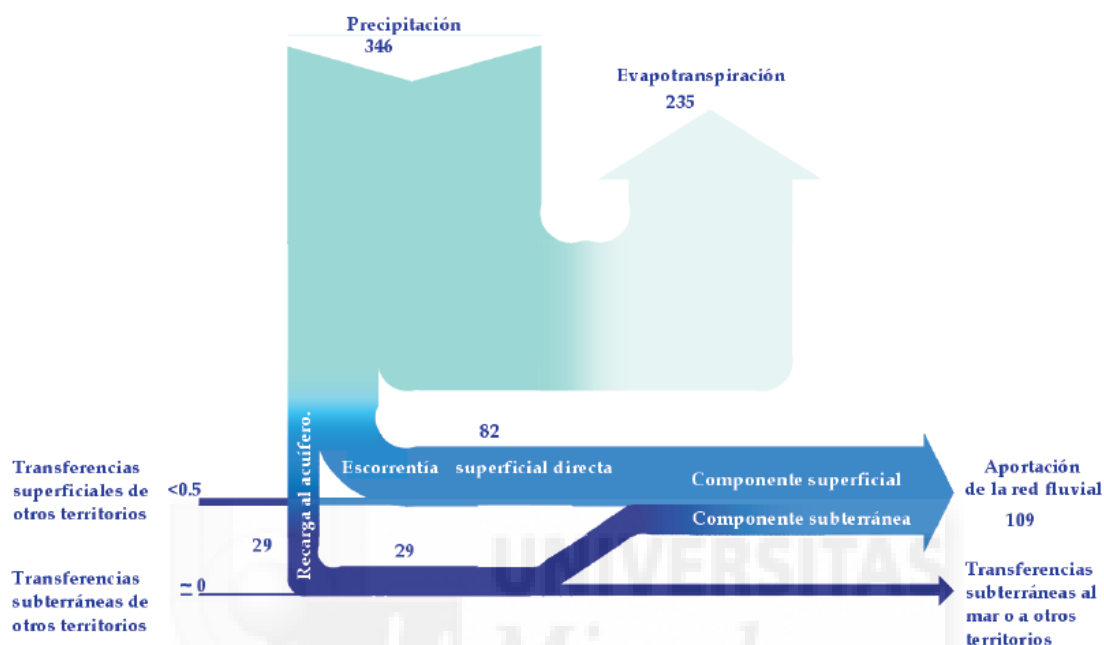 Precipitación
346
Evapotranspiración
235
Recarga al acuífero.
82
Escorrentía superficial directa
Componente superficial
Componente subterránea
Transferencias
superficiales de
otros territorios
<0.5
29
29
Transferencias
subterráneas de
otros territorios
≃ 0
Aportación
de la red fluvial
109
Transferencias
subterráneas al
mar o a otros
territorios
UNIVERSITAS